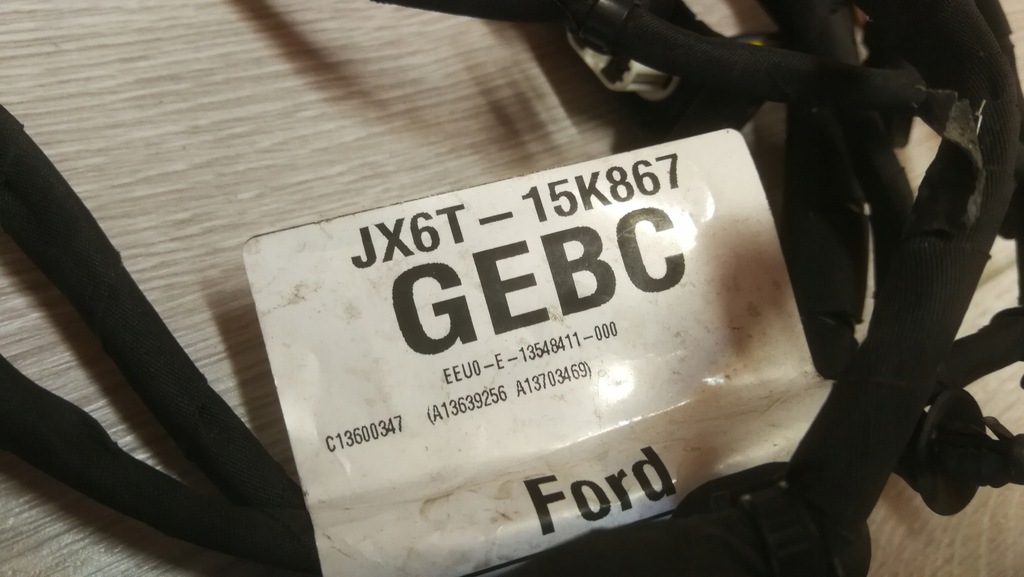 JX6T-15K867
GEBC
EEU0-E-13548411-000
C13600347 (A13639256 A13703469)
Ford